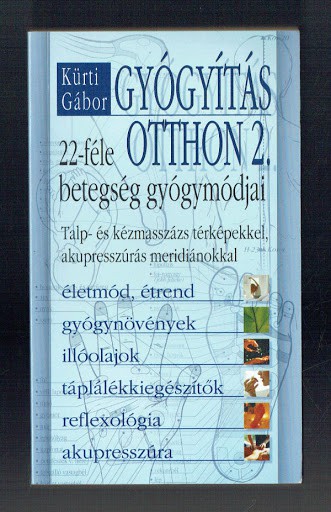 Kürti
Gábor
GYÓGYÍTÁS
OTTHON 2.
22-féle
betegség gyógymódjai
Talp- és kézmasszázs térképekkel,
akupresszúrás meridiánokkal
életmód, étrend
gyógynövények
illóolajok
táplálékkiegészítők
reflexológia
akupresszúra